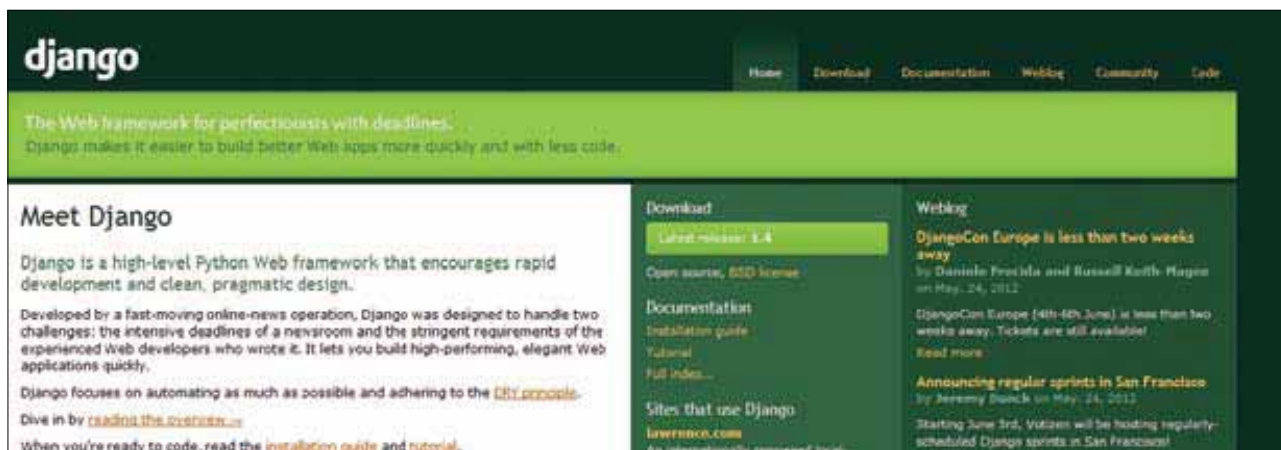 django
Home Download Documentation Weblog Community Code
The Web framework for perfectionists with deadlines.
Django makes it easier to build better Web apps more quickly and with less code.
Meet Django
Django is a high-level Python Web framework that encourages rapid
development and clean, pragmatic design.
Developed by a fast-moving online-news operation, Django was designed to handle two
challenges: the intensive deadlines of a newsroom and the stringent requirements of the
experienced Web developers who wrote it. It lets you build high-performing, elegant Web
applications quickly.
Django focuses on automating as much as possible and adhering to the DRY principle.
Dive in by reading the overview →
When you're ready to code, read the installation guide and tutorial.
Download
Latest release: 1.4
Open source, BSD license
Documentation
Installation guide
Tutorial
Full index...
Sites that use Django
lawrence.com
An internationally renowned local-
Weblog
DjangoCon Europe is less than two weeks
away
by Daniele Procida and Russell Keith-Magee
on May. 24, 2012
DjangoCon Europe (4th-6th June) is less than two
weeks away. Tickets are still available!
Read more
Announcing regular sprints in San Francisco
by Jeremy Dunck on May. 24, 2012
Starting June 3rd, Votizen will be hosting regularly-
scheduled Django sprints in San Francisco!